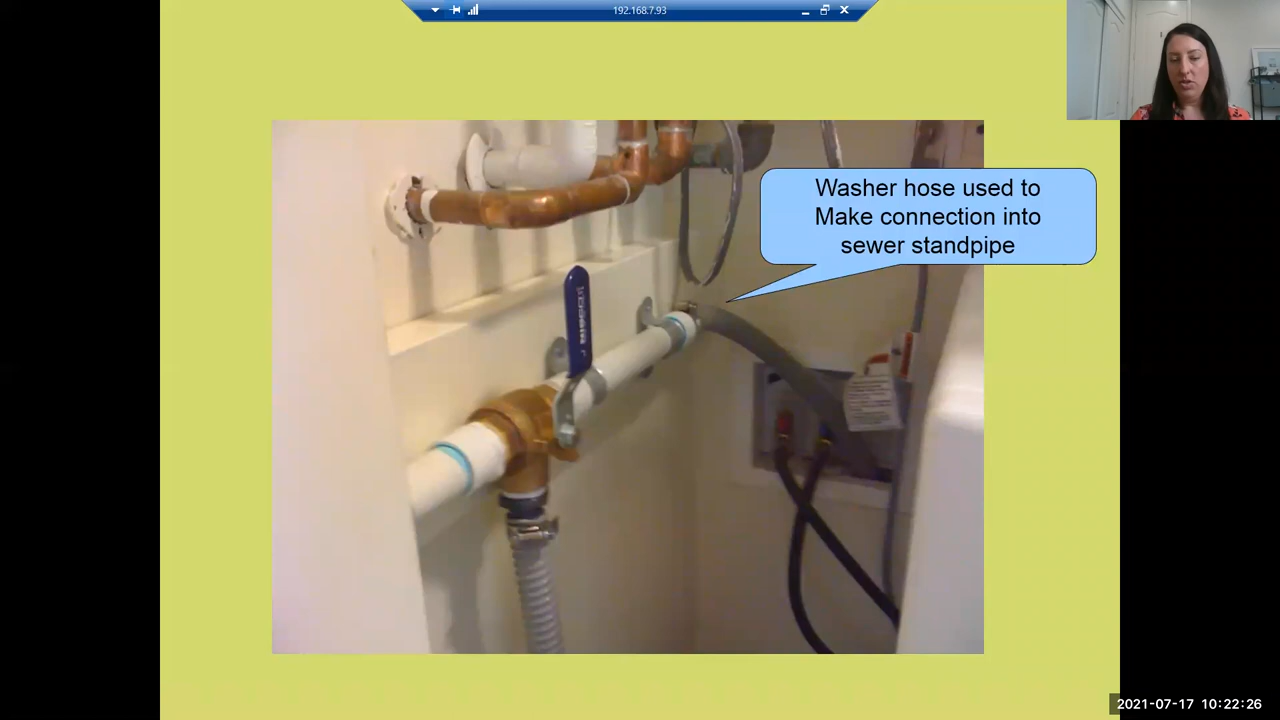 192.168.7.93
Washer hose used to
Make connection into
sewer standpipe
2021-07-17 10:22:26